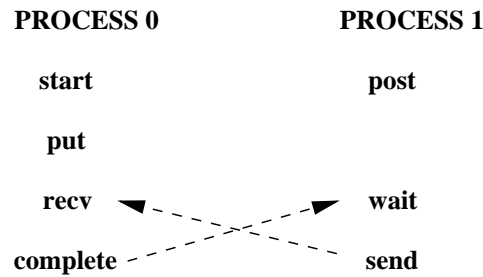 PROCESS 0 PROCESS 1
start post
put
recv wait
complete send